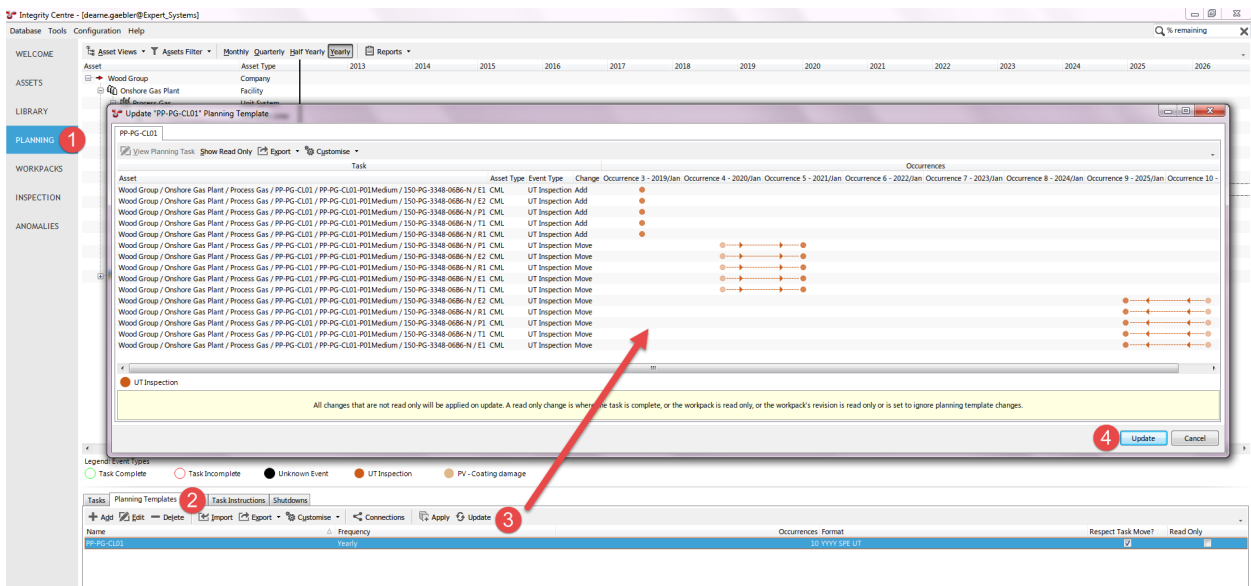 Integrity Centre - [dearne.gaebler@Expert_Systems]
Database Tools Configuration Help
% remaining
WELCOME
ASSETS
LIBRARY
PLANNING 1
WORKPACKS
INSPECTION
ANOMALIES
Asset Views Assets Filter Monthly Quarterly Half Yearly Yearly Reports
Asset Asset Type 2013 2014 2015 2016 2017 2018 2019 2020 2021 2022 2023 2024 2025 2026
Wood Group Company
Onshore Gas Plant Facility
Process Gas Unit System
Update "PP-PG-CL01" Planning Template
PP-PG-CL01
View Planning Task Show Read Only Export Customise
Task Occurrences
Asset Asset Type Event Type Change Occurrence 3 - 2019/Jan Occurrence 4 - 2020/Jan Occurrence 5 - 2021/Jan Occurrence 6 - 2022/Jan Occurrence 7 - 2023/Jan Occurrence 8 - 2024/Jan Occurrence 9 - 2025/Jan Occurrence 10 -
Wood Group / Onshore Gas Plant / Process Gas / PP-PG-CL01 / PP-PG-CL01-P01Medium / 150-PG-3348-06B6-N / E1 CML UT Inspection Add
Wood Group / Onshore Gas Plant / Process Gas / PP-PG-CL01 / PP-PG-CL01-P01Medium / 150-PG-3348-06B6-N / E2 CML UT Inspection Add
Wood Group / Onshore Gas Plant / Process Gas / PP-PG-CL01 / PP-PG-CL01-P01Medium / 150-PG-3348-06B6-N / P1 CML UT Inspection Add
Wood Group / Onshore Gas Plant / Process Gas / PP-PG-CL01 / PP-PG-CL01-P01Medium / 150-PG-3348-06B6-N / T1 CML UT Inspection Add
Wood Group / Onshore Gas Plant / Process Gas / PP-PG-CL01 / PP-PG-CL01-P01Medium / 150-PG-3348-06B6-N / R1 CML UT Inspection Add
Wood Group / Onshore Gas Plant / Process Gas / PP-PG-CL01 / PP-PG-CL01-P01Medium / 150-PG-3348-06B6-N / P1 CML UT Inspection Move
Wood Group / Onshore Gas Plant / Process Gas / PP-PG-CL01 / PP-PG-CL01-P01Medium / 150-PG-3348-06B6-N / E2 CML UT Inspection Move
Wood Group / Onshore Gas Plant / Process Gas / PP-PG-CL01 / PP-PG-CL01-P01Medium / 150-PG-3348-06B6-N / R1 CML UT Inspection Move
Wood Group / Onshore Gas Plant / Process Gas / PP-PG-CL01 / PP-PG-CL01-P01Medium / 150-PG-3348-06B6-N / E1 CML UT Inspection Move
Wood Group / Onshore Gas Plant / Process Gas / PP-PG-CL01 / PP-PG-CL01-P01Medium / 150-PG-3348-06B6-N / T1 CML UT Inspection Move
Wood Group / Onshore Gas Plant / Process Gas / PP-PG-CL01 / PP-PG-CL01-P01Medium / 150-PG-3348-06B6-N / E2 CML UT Inspection Move
Wood Group / Onshore Gas Plant / Process Gas / PP-PG-CL01 / PP-PG-CL01-P01Medium / 150-PG-3348-06B6-N / R1 CML UT Inspection Move
Wood Group / Onshore Gas Plant / Process Gas / PP-PG-CL01 / PP-PG-CL01-P01Medium / 150-PG-3348-06B6-N / P1 CML UT Inspection Move
Wood Group / Onshore Gas Plant / Process Gas / PP-PG-CL01 / PP-PG-CL01-P01Medium / 150-PG-3348-06B6-N / T1 CML UT Inspection Move
Wood Group / Onshore Gas Plant / Process Gas / PP-PG-CL01 / PP-PG-CL01-P01Medium / 150-PG-3348-06B6-N / E1 CML UT Inspection Move
UT Inspection
All changes that are not read only will be applied on update. A read only change is where the task is complete, or the workpack is read only, or the workpack's revision is read only or is set to ignore planning template changes.
4 Update Cancel
Legend: Event Types
Task Complete Task Incomplete Unknown Event UT Inspection PV - Coating damage
Tasks Planning Templates 2 Task Instructions Shutdowns
Add Edit Delete Import Export Customise Connections Apply Update 3
Name Frequency Occurrences Format Respect Task Move? Read Only
PP-PG-CL01 Yearly 10 YYYY SPE UT